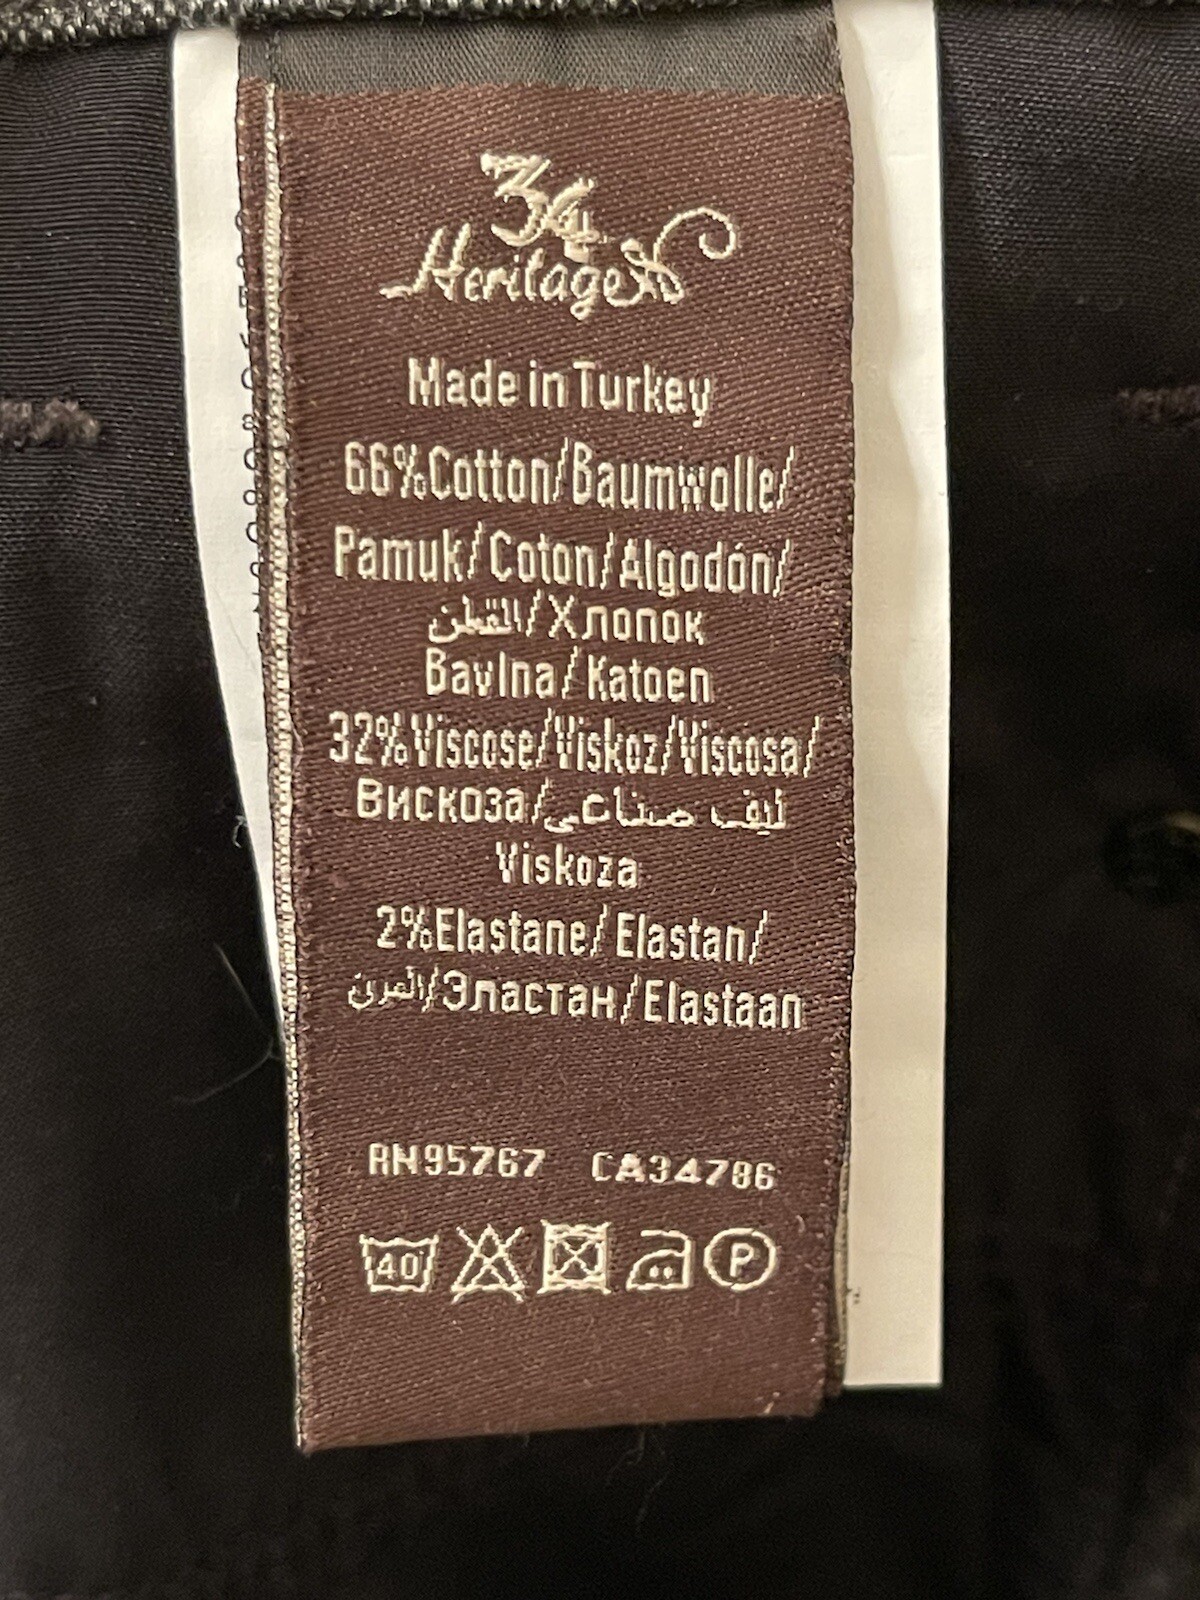 34
Heritage
Made in Turkey
66%Cotton/Baumwolle/
Pamuk/Coton/Algodón/
القطن/Хлопок
Bavlna/Katoen
32%Viscose/Viskoz/Viscosa/
Вискоза/ليف صناعي
Viskoza
2%Elastane/Elastan/
/Эластан/Elastaan
RN95767 CA34786
40 P